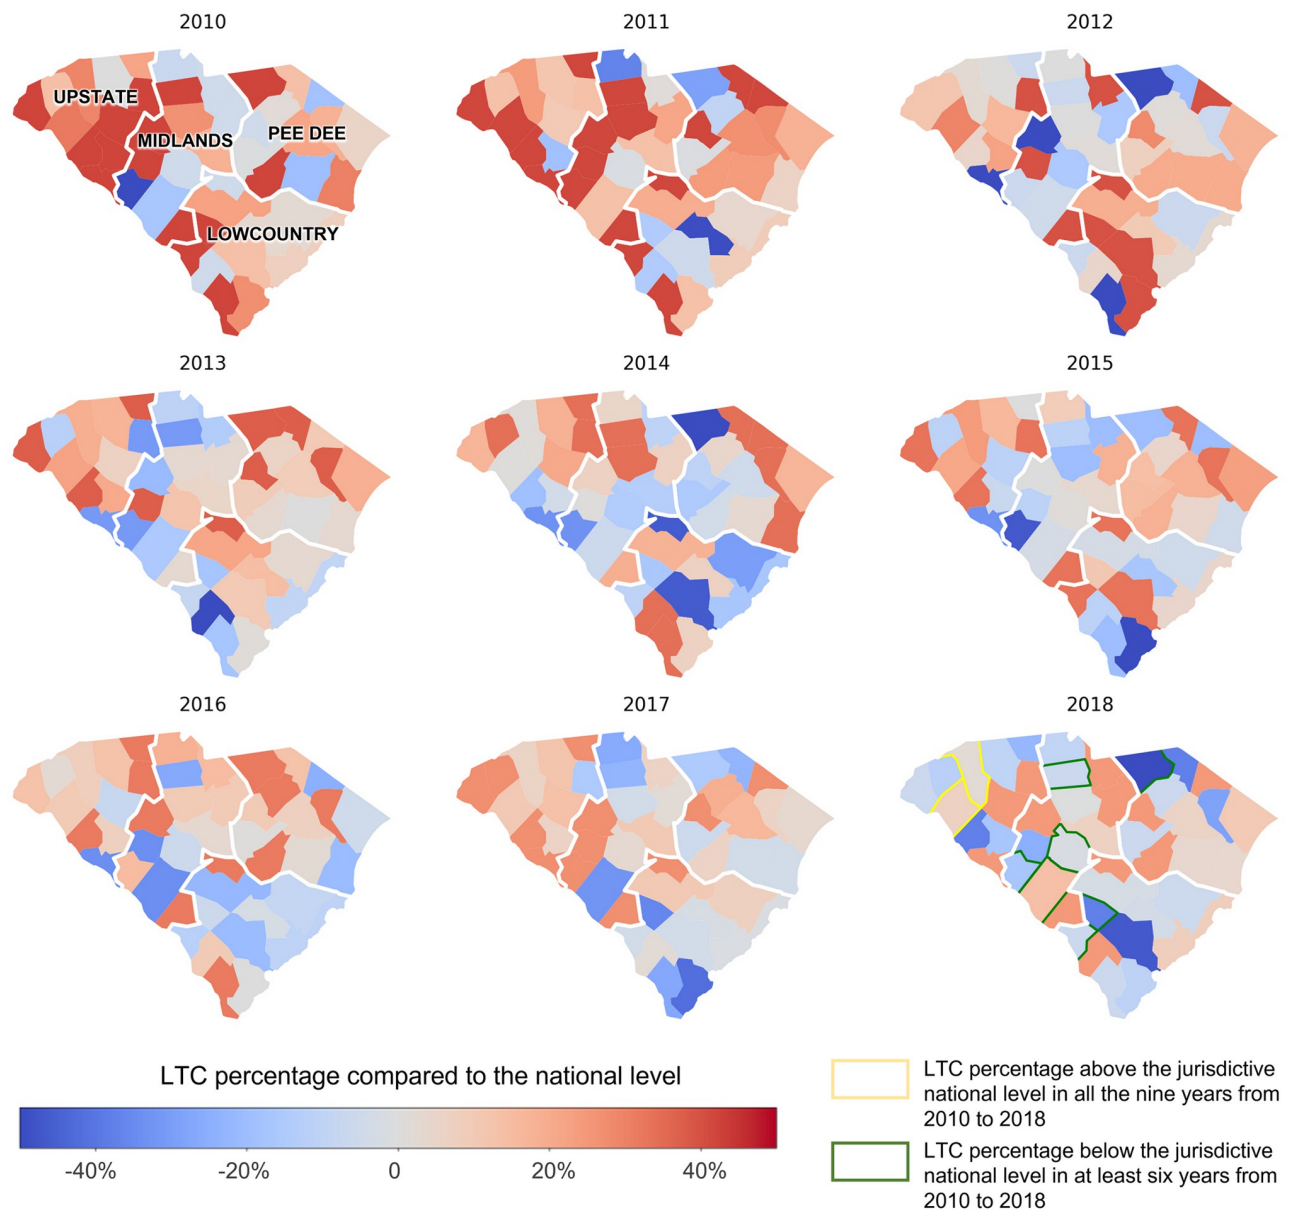 2010
2011
2012
UPSTATE
MIDLANDS
PEE DEE
LOWCOUNTRY
2013
2014
2015
2016
2017
2018
LTC percentage compared to the national level
-40%
-20%
0
20%
40%
LTC percentage above the jurisdictive
national level in all the nine years from
2010 to 2018
LTC percentage below the jurisdictive
national level in at least six years from
2010 to 2018